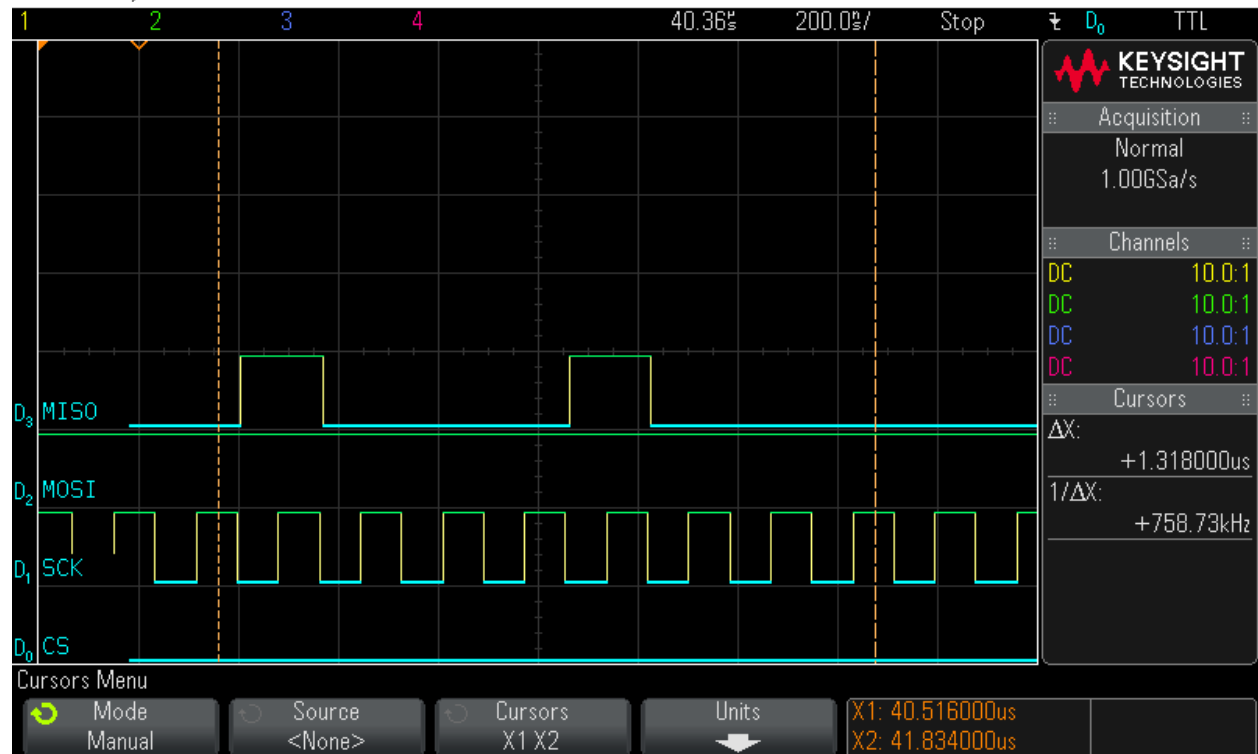 1 2 3 4 40.36µs 200.0ns/ Stop D0 TTL
KEYSIGHT
TECHNOLOGIES
Acquisition
Normal
1.00GSa/s
Channels
DC 10.0:1
DC 10.0:1
DC 10.0:1
DC 10.0:1
Cursors
ΔX:
+1.318000us
1/ΔX:
+758.73kHz
D3 MISO
D2 MOSI
D1 SCK
D0 CS
Cursors Menu
Mode
Manual
Source
<None>
Cursors
X1 X2
Units
X1: 40.516000us
X2: 41.834000us